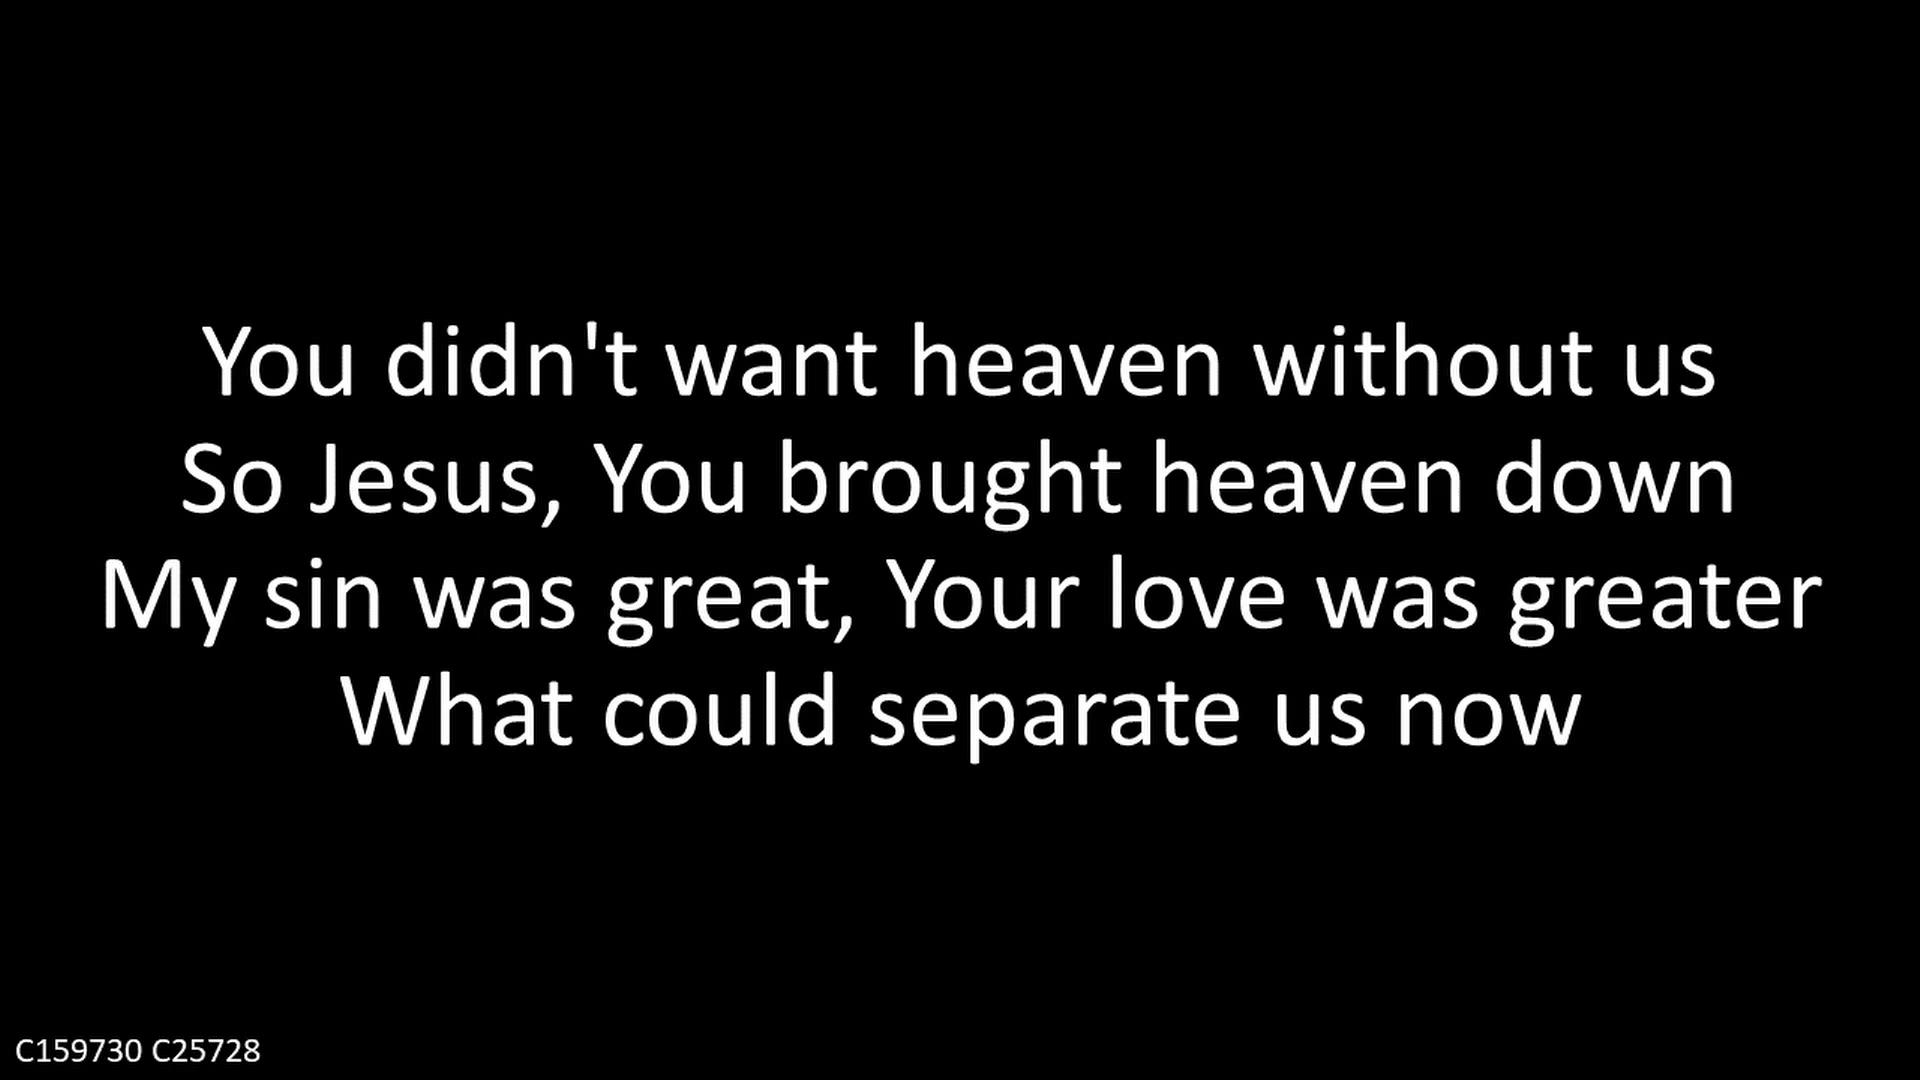 You didn't want heaven without us
So Jesus, You brought heaven down
My sin was great, Your love was greater
What could separate us now
C159730 C25728